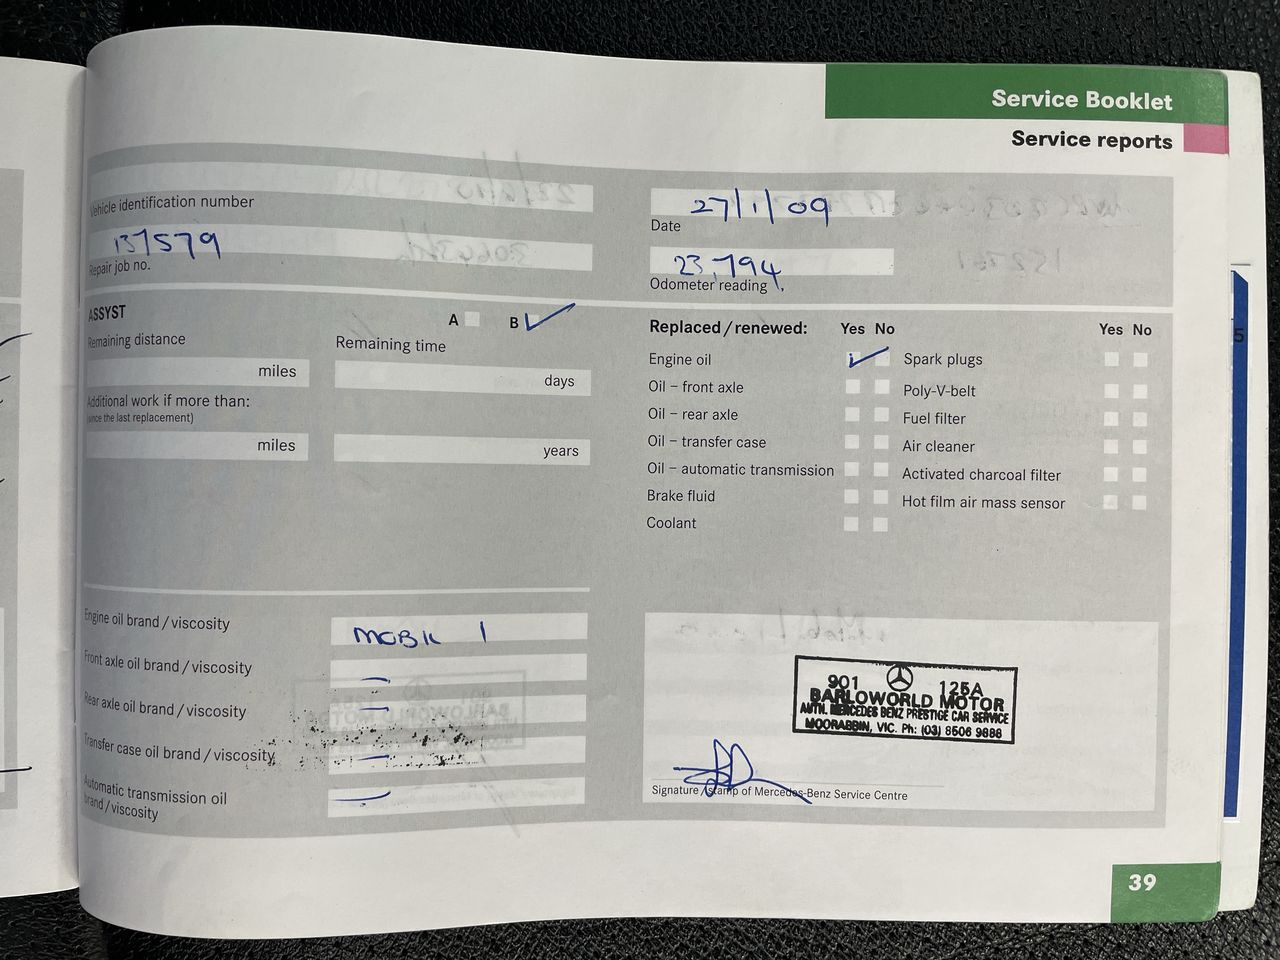 Service Booklet
Service reports
Vehicle identification number
27/1/09
Date
137579
Repair job no.
23,794
Odometer reading
ASSYST
A
B
Remaining distance
Remaining time
miles
days
Additional work if more than:
(since the last replacement)
miles
years
Replaced/renewed: Yes No
Yes No
Engine oil
Oil – front axle
Oil – rear axle
Oil – transfer case
Oil – automatic transmission
Brake fluid
Coolant
Spark plugs
Poly-V-belt
Fuel filter
Air cleaner
Activated charcoal filter
Hot film air mass sensor
Engine oil brand/viscosity
MOBIL 1
Front axle oil brand/viscosity
Rear axle oil brand/viscosity
Transfer case oil brand/viscosity
Automatic transmission oil
brand/viscosity
901 125A
BARLOWORLD MOTOR
AUTH. MERCEDES BENZ PRESTIGE CAR SERVICE
MOORABBIN, VIC. Ph: (03) 8506 9888
Signature/stamp of Mercedes-Benz Service Centre
39
5